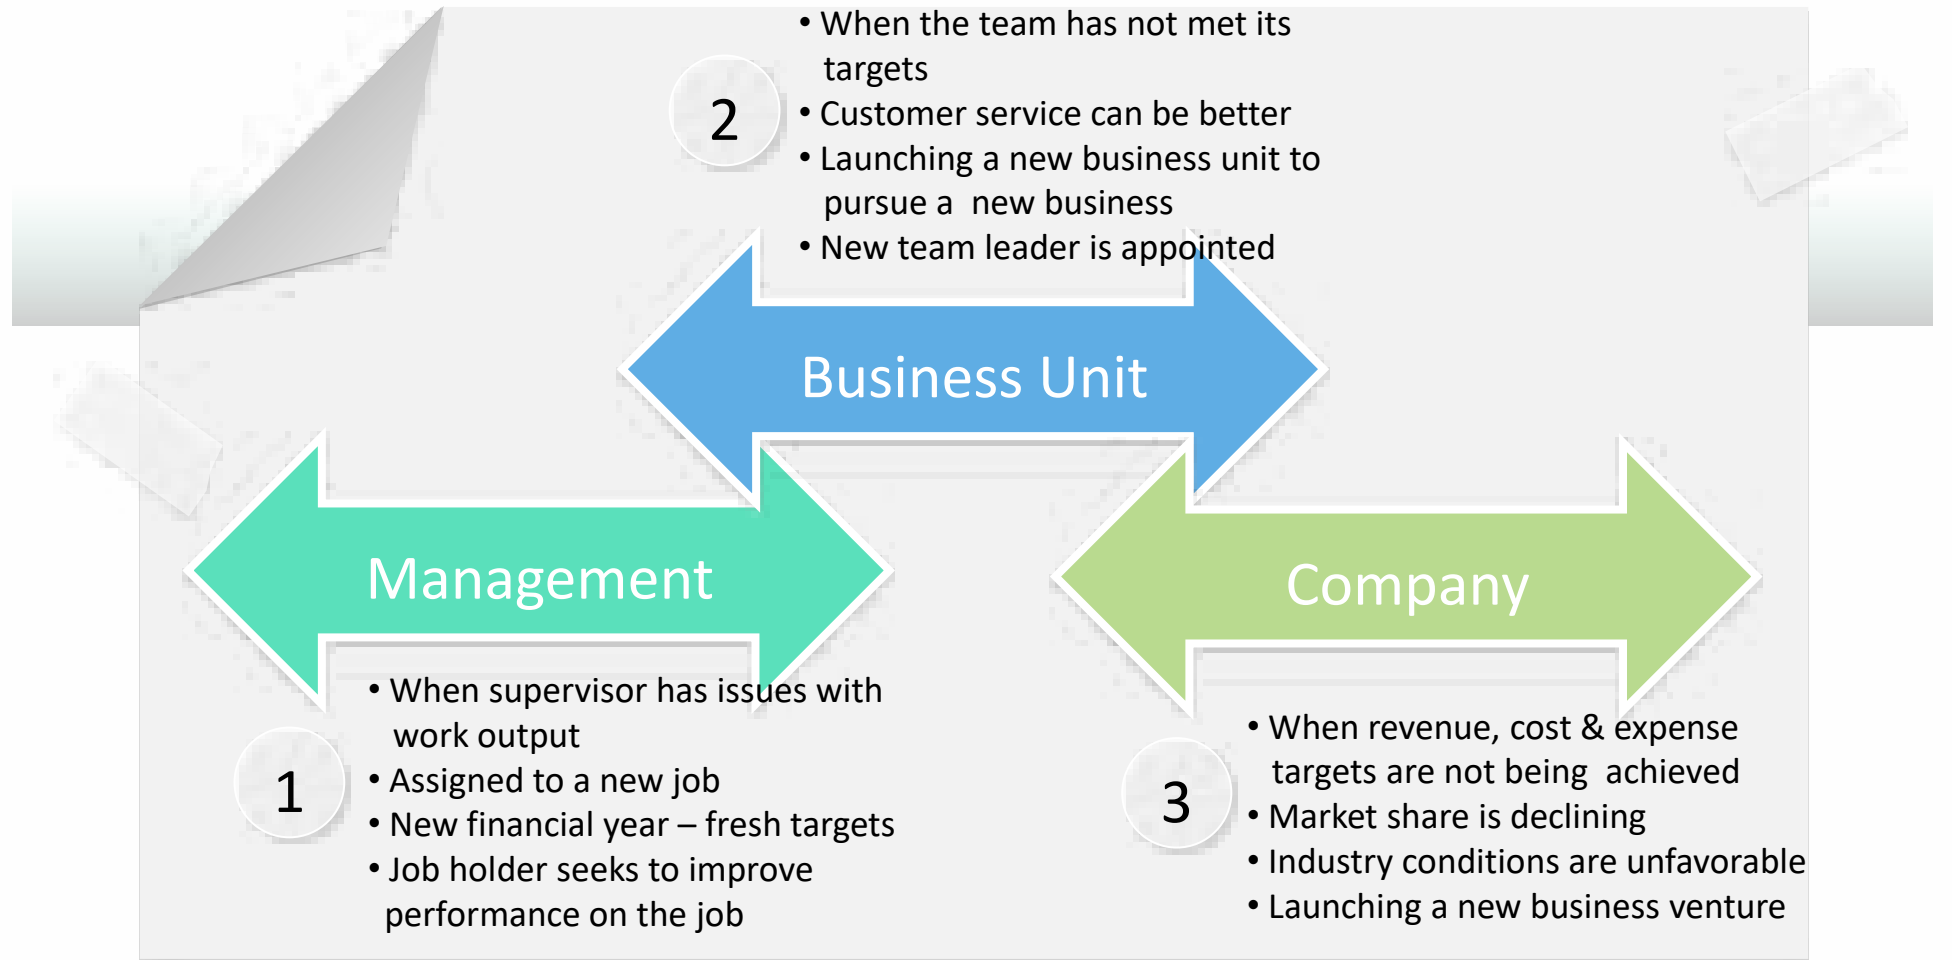 • When the team has not met its
targets
2
• Customer service can be better
• Launching a new business unit to
pursue a  new business
• New team leader is appointed
Business Unit
Management
Company
• When supervisor has issues with
work output
1
• Assigned to a new job
• New financial year – fresh targets
• Job holder seeks to improve
performance on the job
• When revenue, cost & expense
targets are not being  achieved
3
• Market share is declining
• Industry conditions are unfavorable
• Launching a new business venture